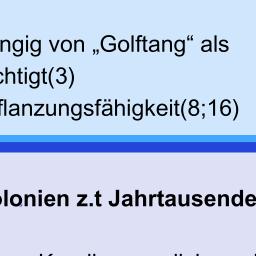 ngig von „Golftang“ als
chtigt(3)
flanzungsfähigkeit(8;16)
olonien z.t Jahrtausende